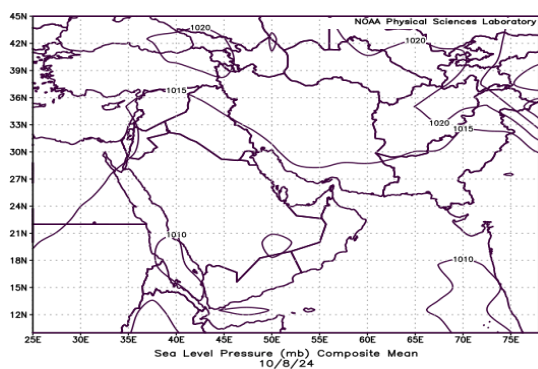 NOAA Physical Sciences Laboratory
45N
42N
39N
36N
33N
30N
27N
24N
21N
18N
15N
12N
1020
1020
1015
1020
1015
1010
1010
25E 30E 35E 40E 45E 50E 55E 60E 65E 70E 75E
Sea Level Pressure (mb) Composite Mean
10/8/24